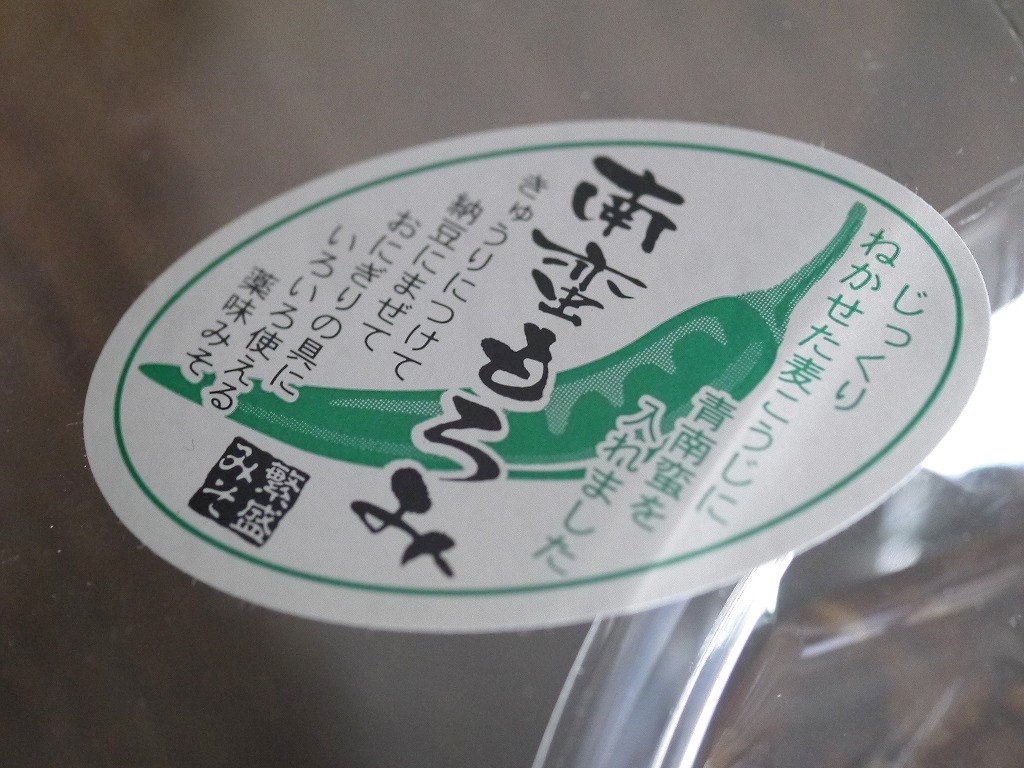 じっくり
ねかせた麦こうじに
青南蛮を
入れました
南蛮もろみ
きゅうりにつけて
納豆にまぜて
おにぎりの具に
いろいろ使える
薬味みそ
繁盛
みそ